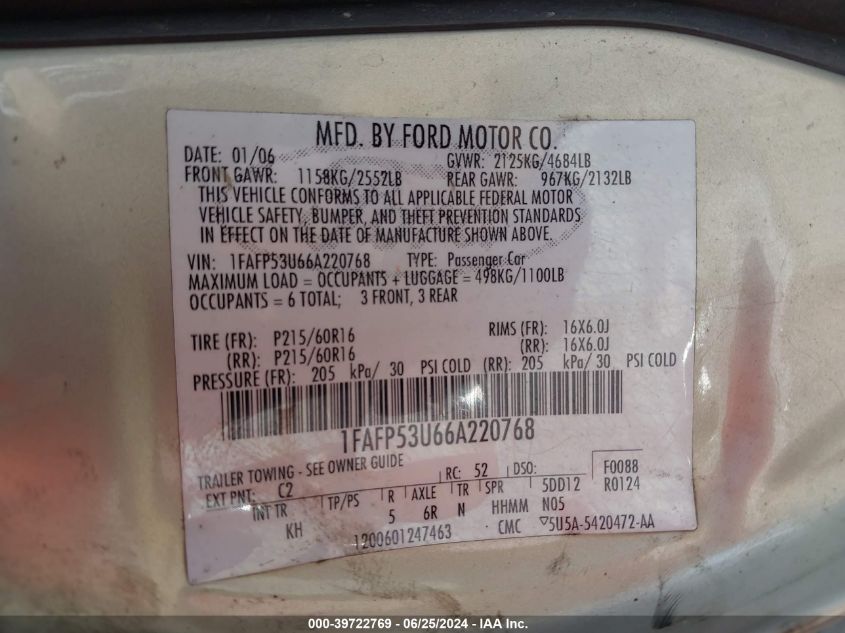 MFD. BY FORD MOTOR CO.
DATE: 01/06 GVWR: 2125KG/4684LB
FRONT GAWR: 1158KG/2552LB REAR GAWR: 967KG/2132LB
THIS VEHICLE CONFORMS TO ALL APPLICABLE FEDERAL MOTOR
VEHICLE SAFETY, BUMPER, AND THEFT PREVENTION STANDARDS
IN EFFECT ON THE DATE OF MANUFACTURE SHOWN ABOVE.
VIN: 1FAFP53U66A220768 TYPE: Passenger Car
MAXIMUM LOAD = OCCUPANTS + LUGGAGE = 498KG/1100LB
OCCUPANTS = 6 TOTAL; 3 FRONT, 3 REAR
TIRE (FR): P215/60R16 RIMS (FR): 16X6.0J
(RR): P215/60R16 (RR): 16X6.0J
PRESSURE (FR): 205 kPa/ 30 PSI COLD (RR): 205 kPa/ 30 PSI COLD
1FAFP53U66A220768
TRAILER TOWING - SEE OWNER GUIDE RC: 52 DSO: F0088
EXT PNT: C2 5DD12 R0124
INT TR TP/PS R AXLE TR SPR HHMM N05
KH 5 6R N CMC ▽5U5A-5420472-AA
1200601247463
000-39722769 - 06/25/2024 - IAA Inc.